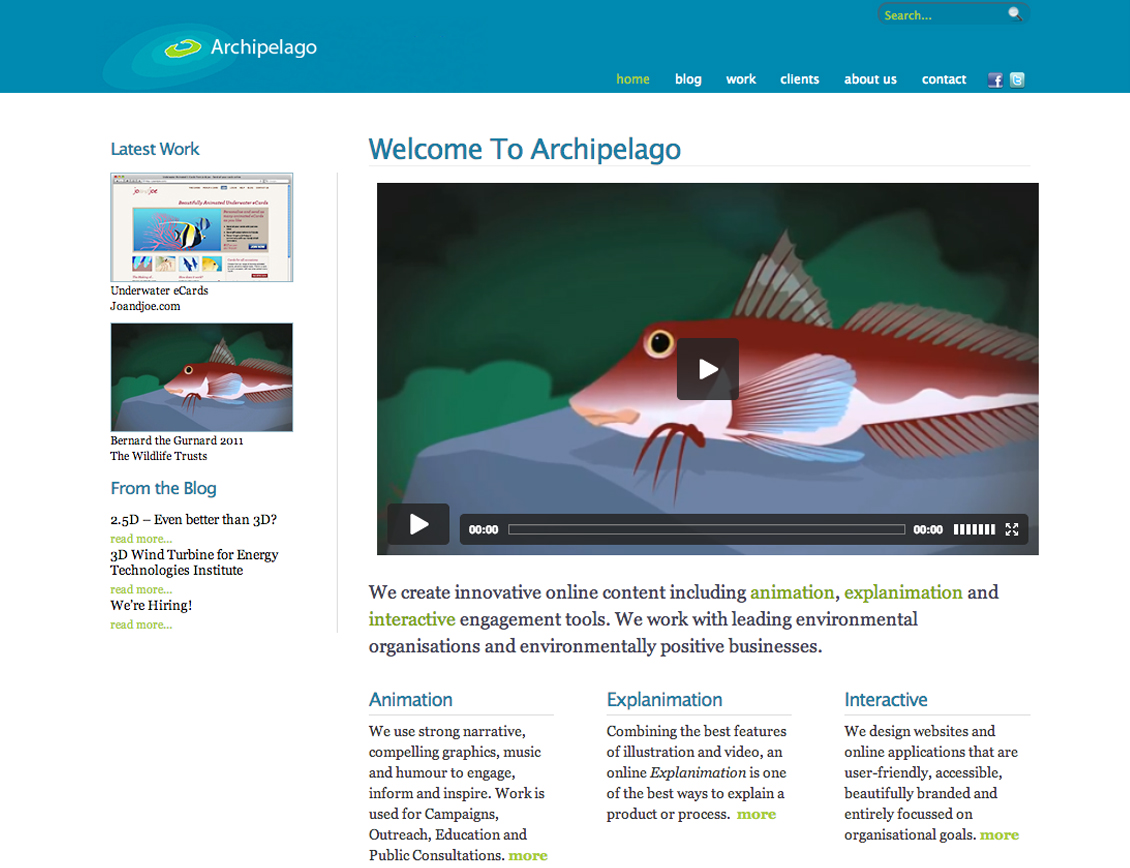 Search...
Archipelago
home blog work clients about us contact
Latest Work
joandjoe
Beautifully Animated Underwater eCards
Underwater eCards
Joandjoe.com
Bernard the Gurnard 2011
The Wildlife Trusts
From the Blog
2.5D – Even better than 3D?
read more...
3D Wind Turbine for Energy
Technologies Institute
read more...
We're Hiring!
read more...
Welcome To Archipelago
00:00 00:00
We create innovative online content including animation, explanimation and
interactive engagement tools. We work with leading environmental
organisations and environmentally positive businesses.
Animation
We use strong narrative,
compelling graphics, music
and humour to engage,
inform and inspire. Work is
used for Campaigns,
Outreach, Education and
Public Consultations. more
Explanimation
Combining the best features
of illustration and video, an
online Explanimation is one
of the best ways to explain a
product or process. more
Interactive
We design websites and
online applications that are
user-friendly, accessible,
beautifully branded and
entirely focussed on
organisational goals. more